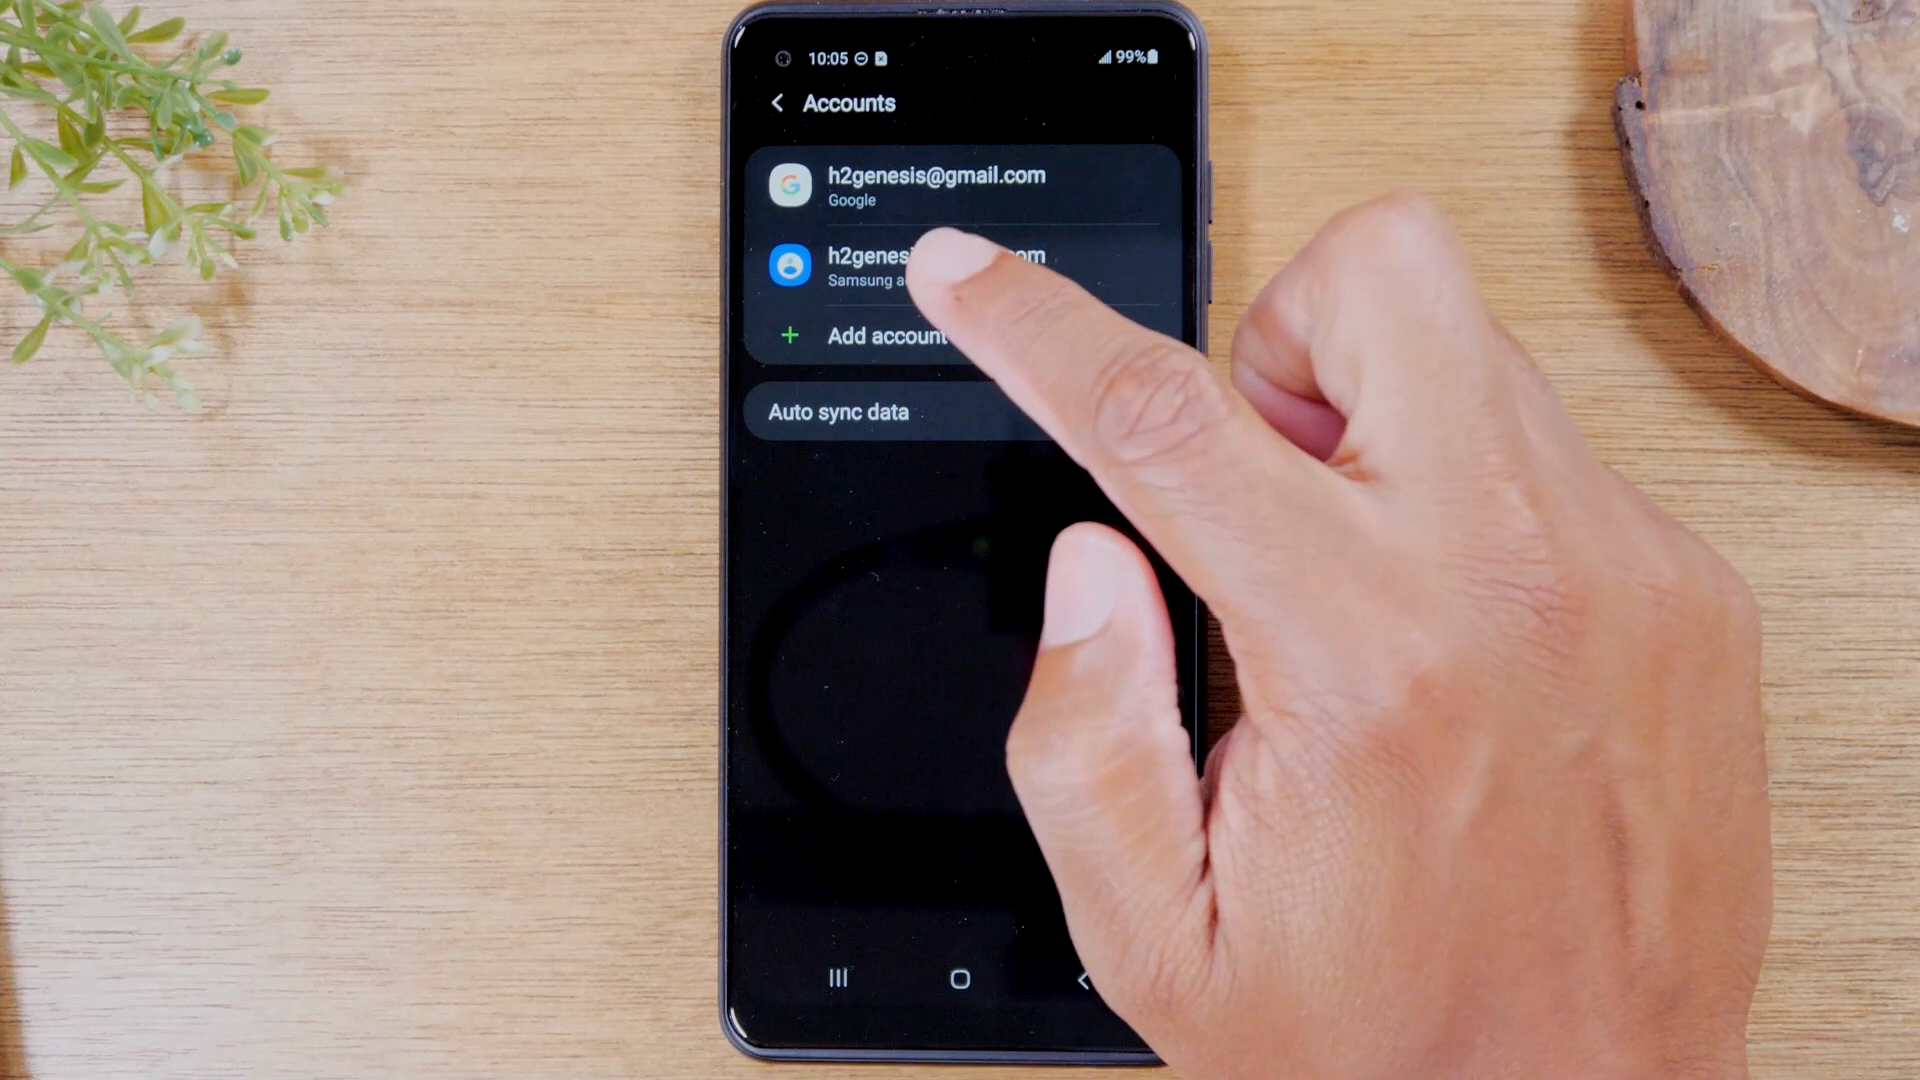 10:05 99%
Accounts
h2genesis@gmail.com
Google
h2genes om
Samsung a
Add account
Auto sync data